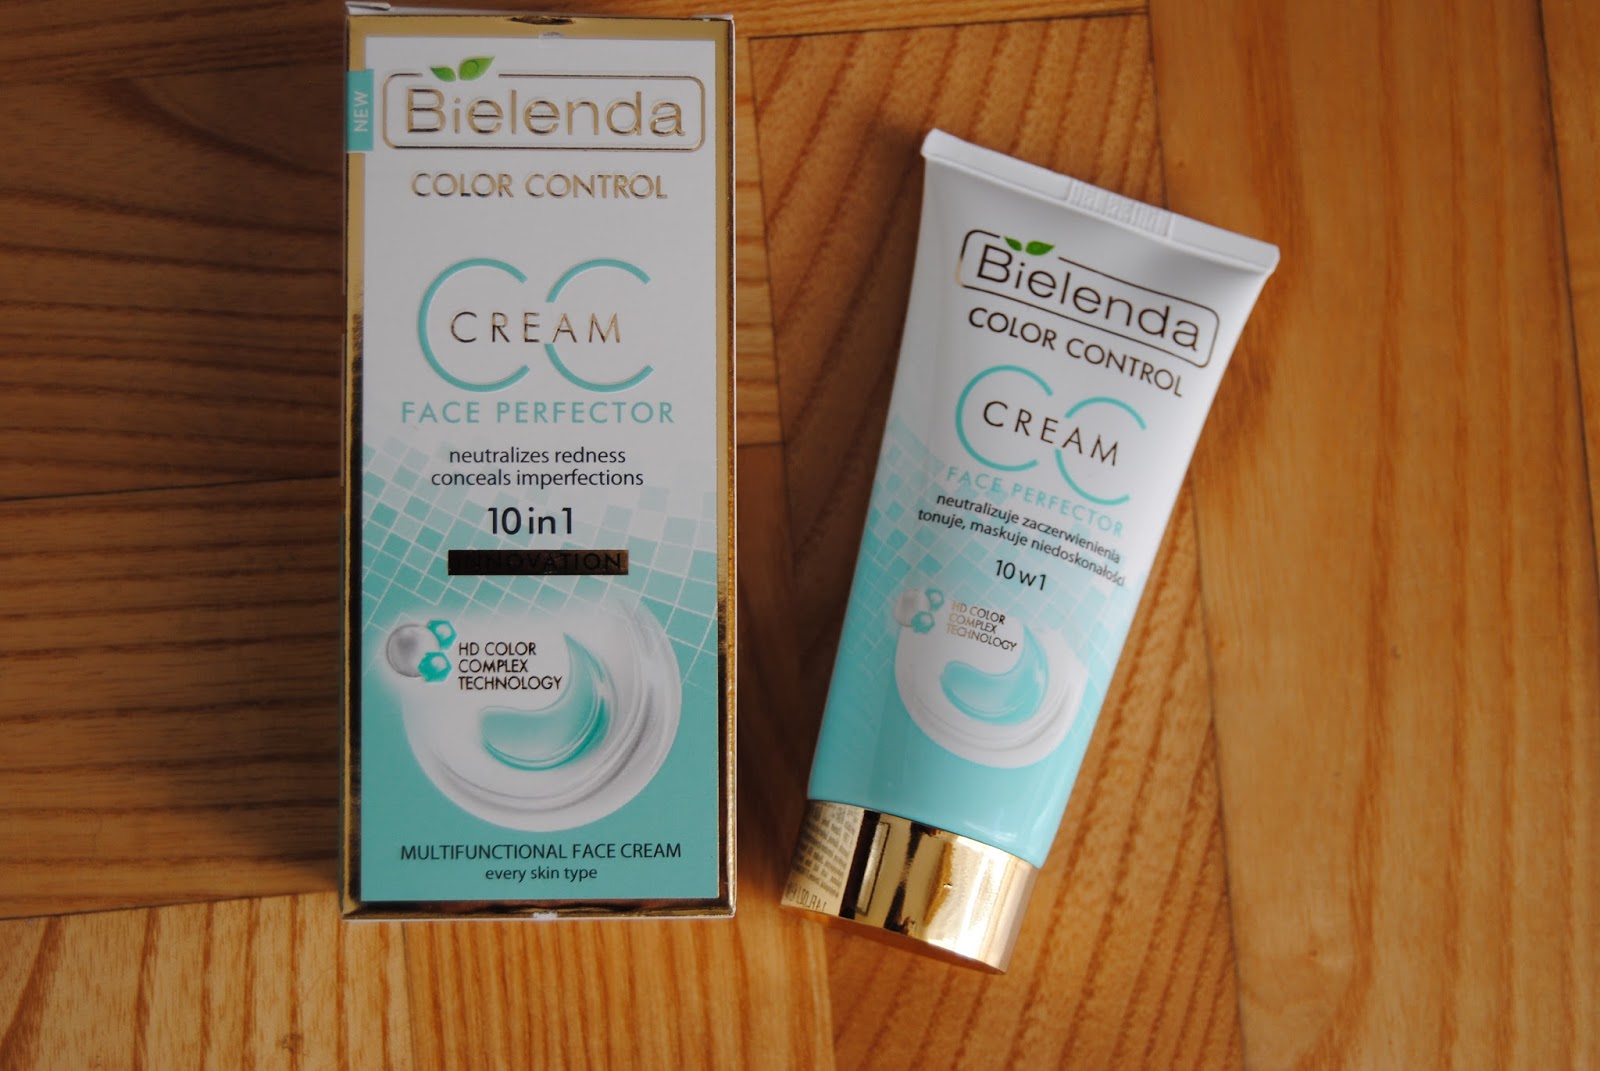 NEW
Bielenda
COLOR CONTROL
CC
CREAM
FACE PERFECTOR
neutralizes redness
conceals imperfections
10 in 1
INNOVATION
HD COLOR
COMPLEX
TECHNOLOGY
MULTIFUNCTIONAL FACE CREAM
every skin type
Bielenda
COLOR CONTROL
CC
CREAM
FACE PERFECTOR
neutralizuje zaczerwienienia
tonuje, maskuje niedoskonałości
10 w 1
HD COLOR
COMPLEX
TECHNOLOGY